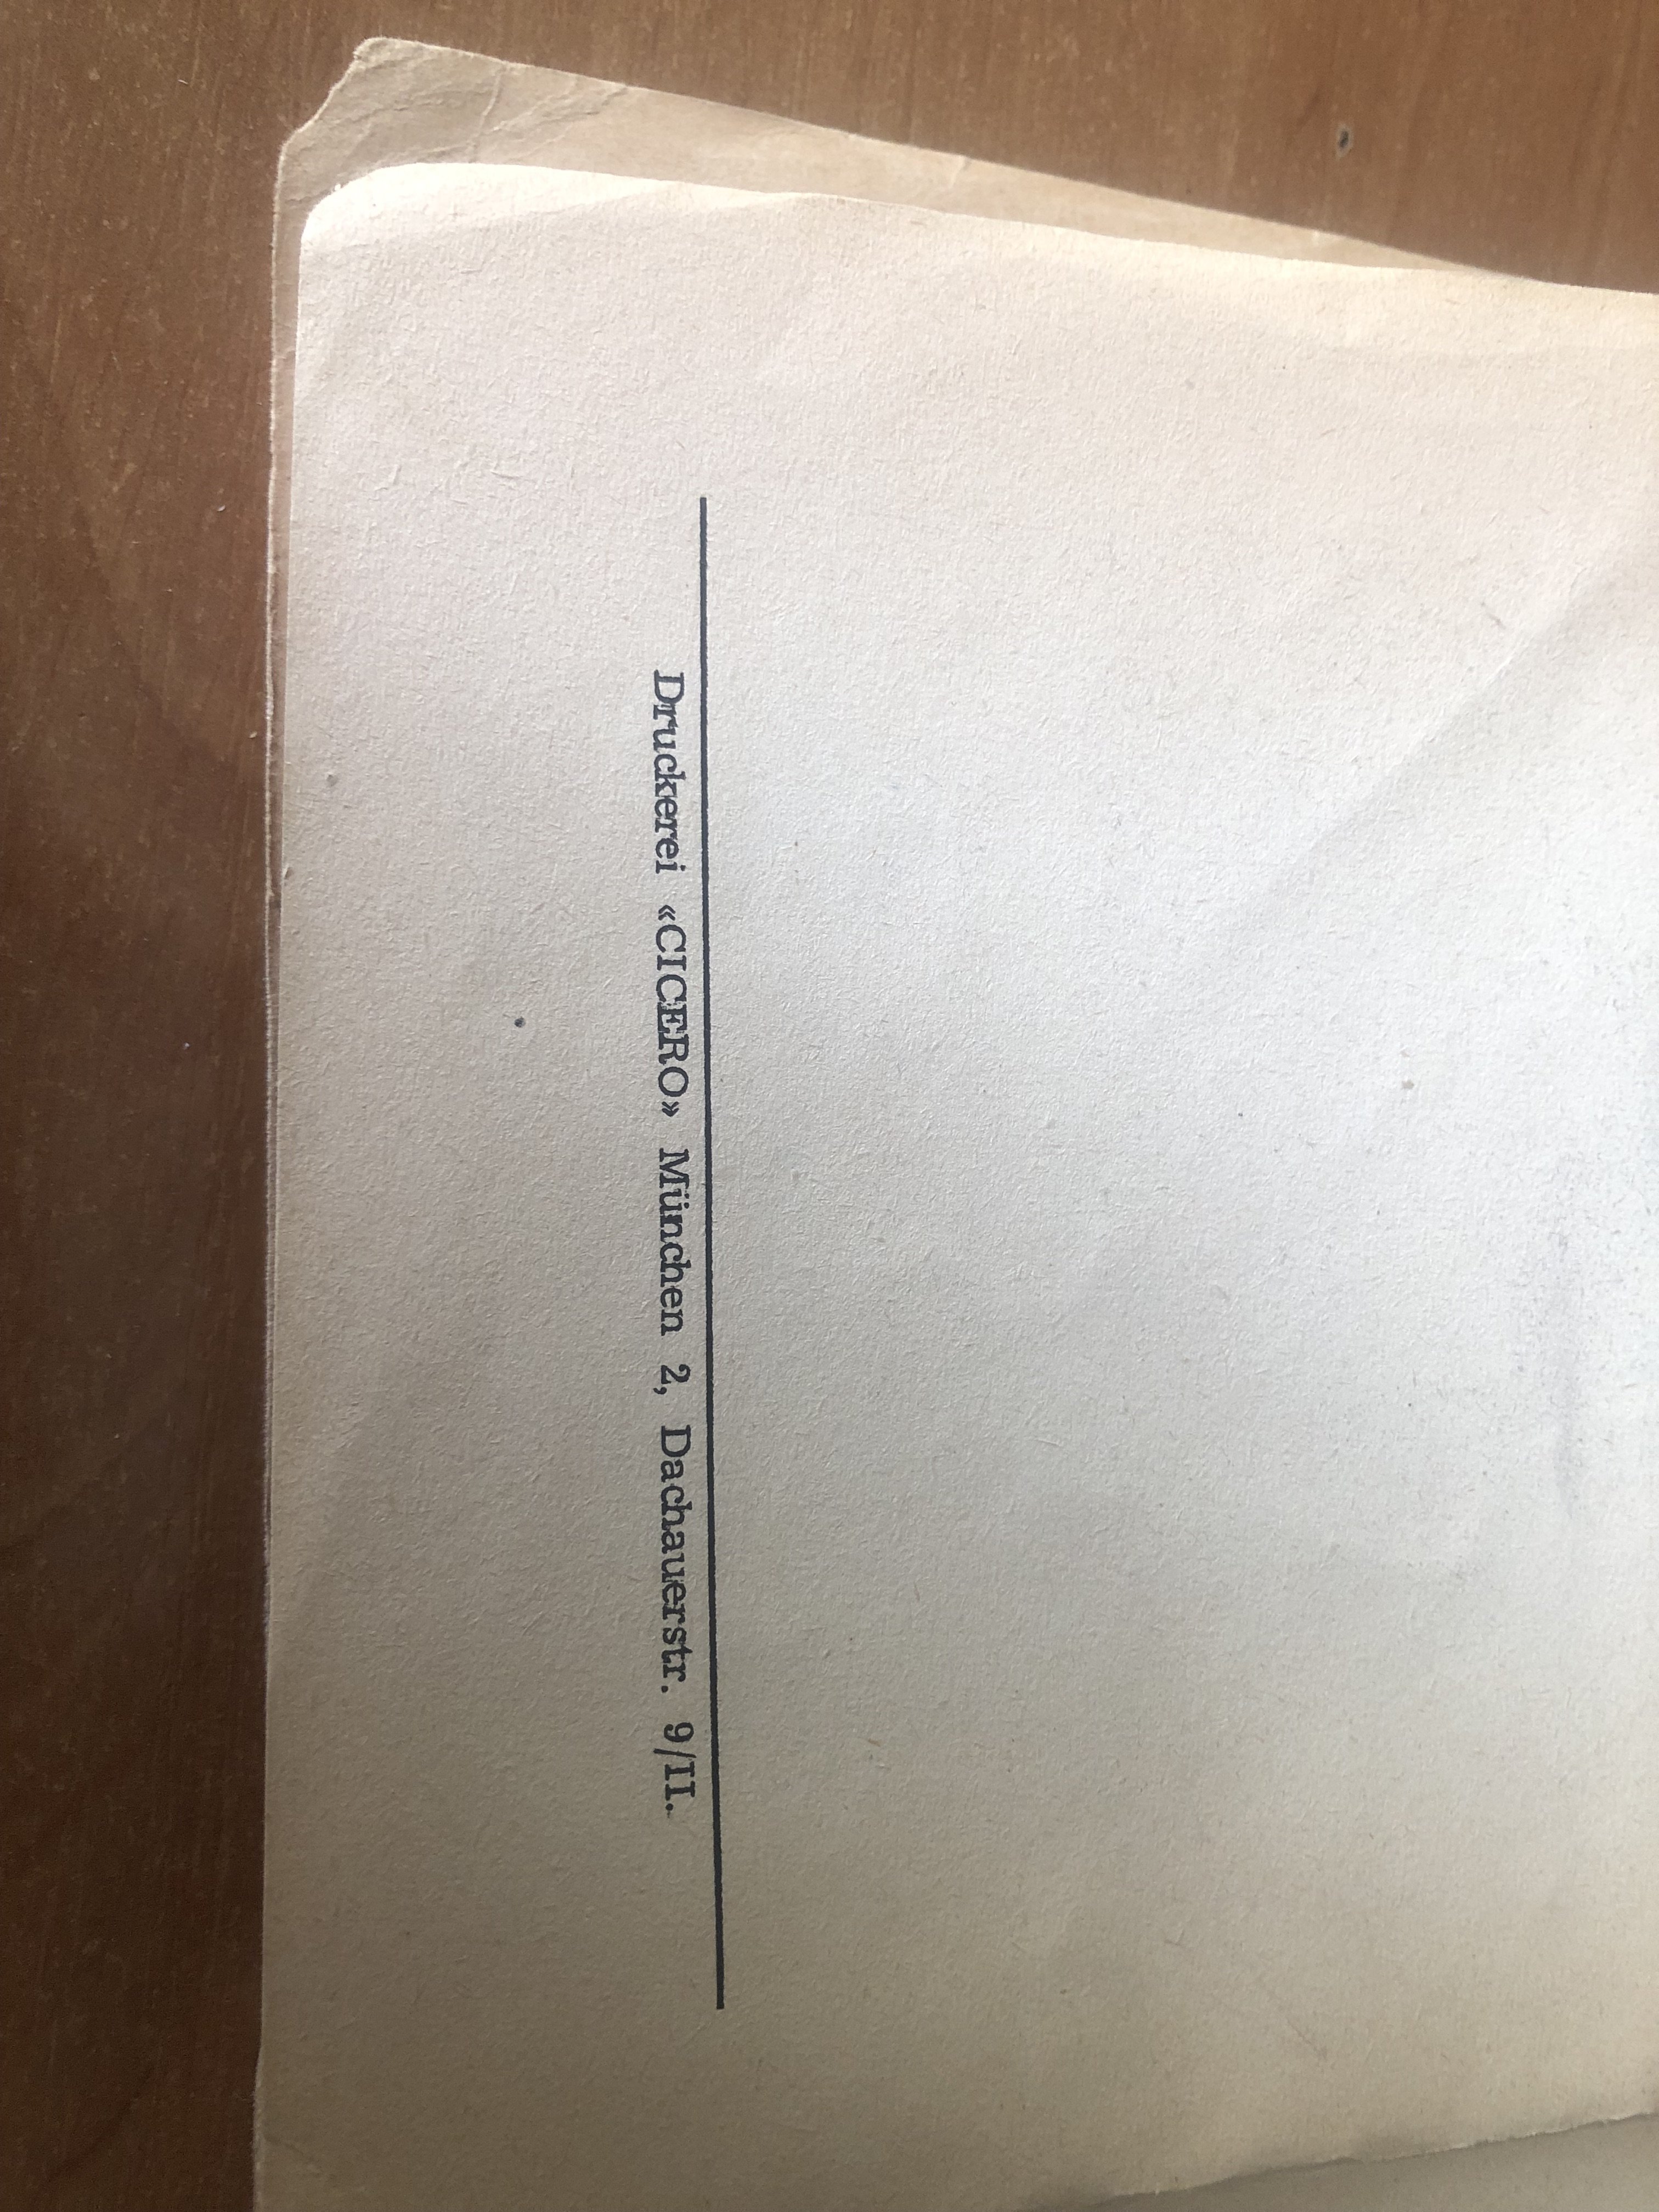 Druckerei «CICERO» München 2, Dachauerstr. 9/II.